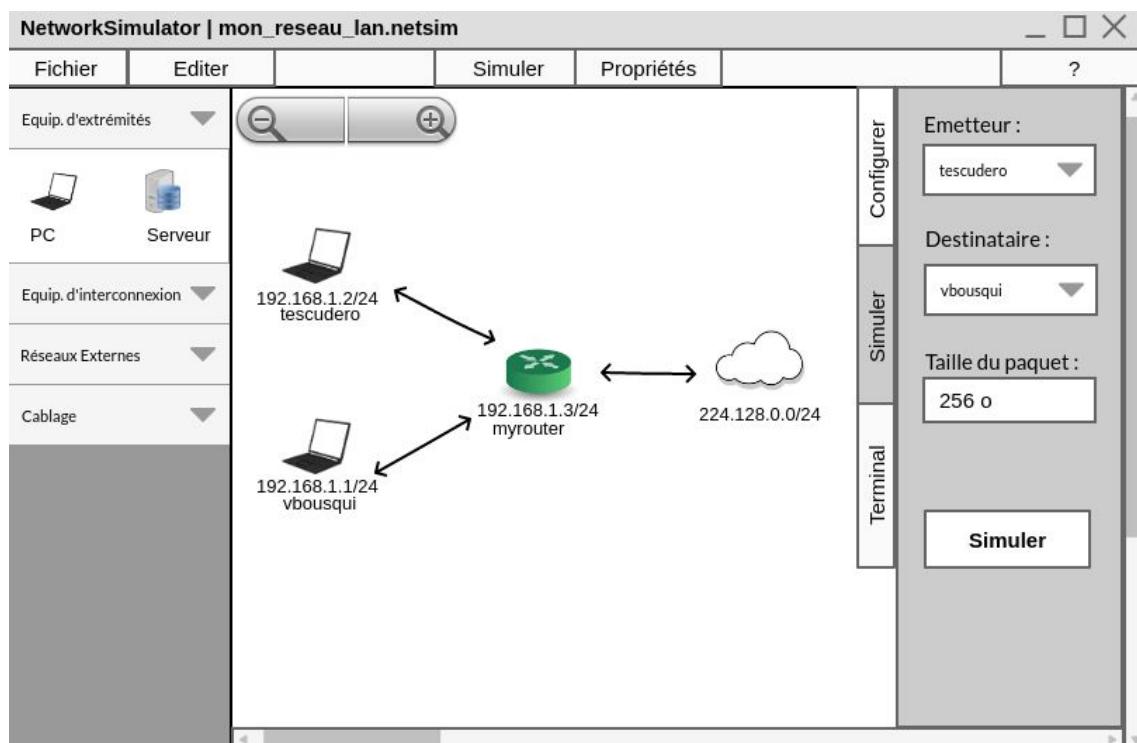 NetworkSimulator | mon_reseau_lan.netsim
Fichier Editer Simuler Propriétés ?
Equip. d'extrémités
PC Serveur
Equip. d'interconnexion
Réseaux Externes
Cablage
192.168.1.2/24
tescudero
192.168.1.3/24
myrouter
224.128.0.0/24
192.168.1.1/24
vbousqui
Configurer
Simuler
Terminal
Emetteur :
tescudero
Destinataire :
vbousqui
Taille du paquet :
256 o
Simuler